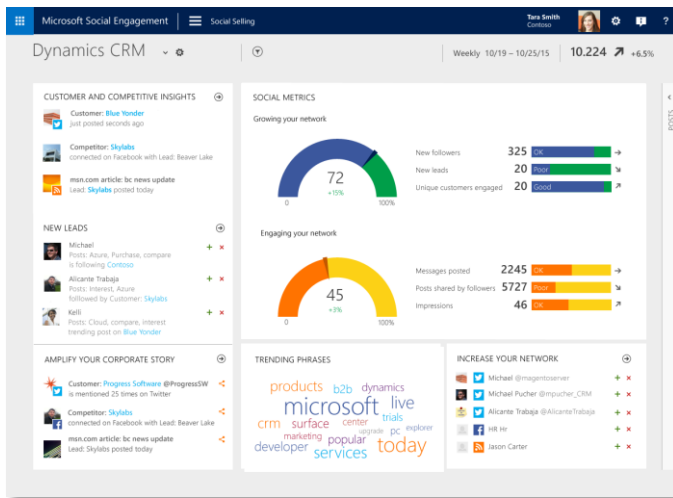 Microsoft Social Engagement
Social Selling
Tara Smith
Contoso
?
Dynamics CRM
Weekly 10/19 – 10/25/15
10.224
+6.5%
POSTS
CUSTOMER AND COMPETITIVE INSIGHTS
Customer: Blue Yonder
just posted seconds ago
Competitor: Skylabs
connected on Facebook with Lead: Beaver Lake
msn.com article: bc news update
Lead: Skylabs posted today
NEW LEADS
Michael
Posts: Azure, Purchase, compare
is following Contoso
Alicante Trabaja
Posts: Interest, Azure
followed by Customer: Skylabs
Kelli
Posts: Cloud, compare, interest
trending post on Blue Yonder
AMPLIFY YOUR CORPORATE STORY
Customer: Progress Software @ProgressSW
is mentioned 25 times on Twitter
Competitor: Skylabs
connected on Facebook with Lead: Beaver Lake
msn.com article: bc news update
Lead: Skylabs posted today
SOCIAL METRICS
Growing your network
72
+15%
0
100%
New followers 325 OK
New leads 20 Poor
Unique customers engaged 20 Good
Engaging your network
45
+3%
0
100%
Messages posted 2245 OK
Posts shared by followers 5727 Poor
Impressions 46 OK
TRENDING PHRASES
products b2b dynamics
microsoft live
crm surface center trials
upgrade pc explorer
marketing popular today
developer services
INCREASE YOUR NETWORK
Michael @magentoserver
Michael Pucher @mpucher_CRM
Alicante Trabaja @AlicanteTrabaja
HR Hr
Jason Carter